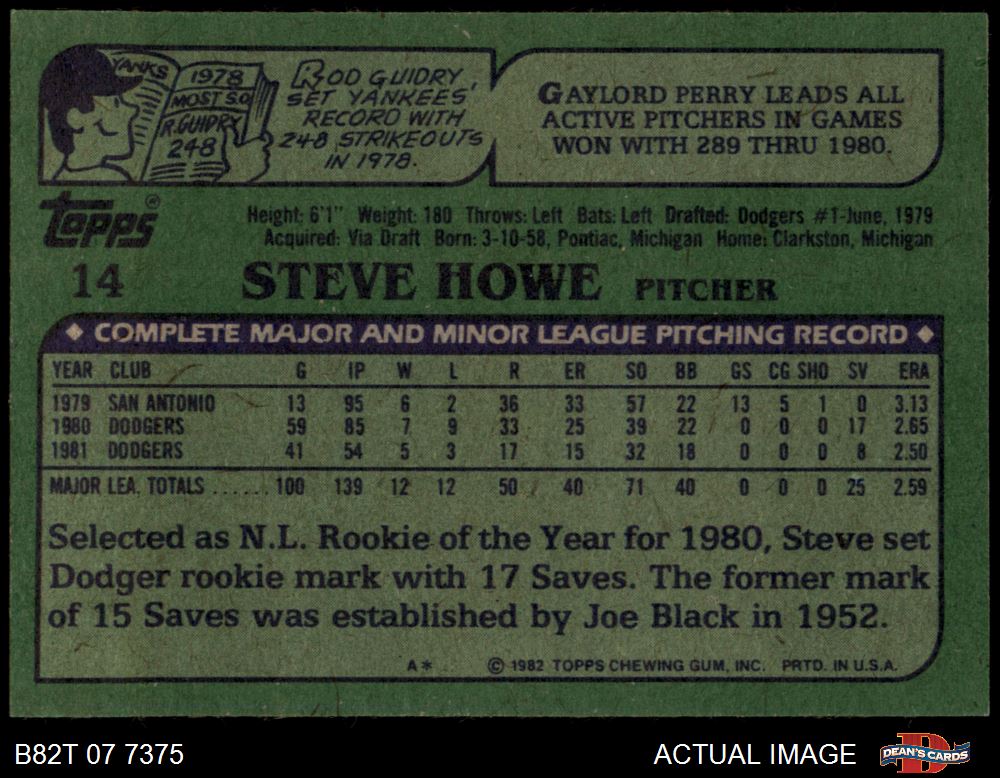 YANKS
1978
MOST S.O.
R. GUIDRY
248
ROD GUIDRY
SET YANKEES'
RECORD WITH
248 STRIKEOUTS
IN 1978.
GAYLORD PERRY LEADS ALL
ACTIVE PITCHERS IN GAMES
WON WITH 289 THRU 1980.
Topps®
Height: 6'1" Weight: 180 Throws: Left Bats: Left Drafted: Dodgers #1-June, 1979
Acquired: Via Draft Born: 3-10-58, Pontiac, Michigan Home: Clarkston, Michigan
14 STEVE HOWE PITCHER
◆ COMPLETE MAJOR AND MINOR LEAGUE PITCHING RECORD ◆
YEAR CLUB G IP W L R ER SO BB GS CG SHO SV ERA
1979 SAN ANTONIO 13 95 6 2 36 33 57 22 13 5 1 0 3.13
1980 DODGERS 59 85 7 9 33 25 39 22 0 0 0 17 2.65
1981 DODGERS 41 54 5 3 17 15 32 18 0 0 0 8 2.50
MAJOR LEA. TOTALS ...... 100 139 12 12 50 40 71 40 0 0 0 25 2.59
Selected as N.L. Rookie of the Year for 1980, Steve set
Dodger rookie mark with 17 Saves. The former mark
of 15 Saves was established by Joe Black in 1952.
A* © 1982 TOPPS CHEWING GUM, INC. PRTD. IN U.S.A.
B82T 07 7375 ACTUAL IMAGE DEAN'S CARDS